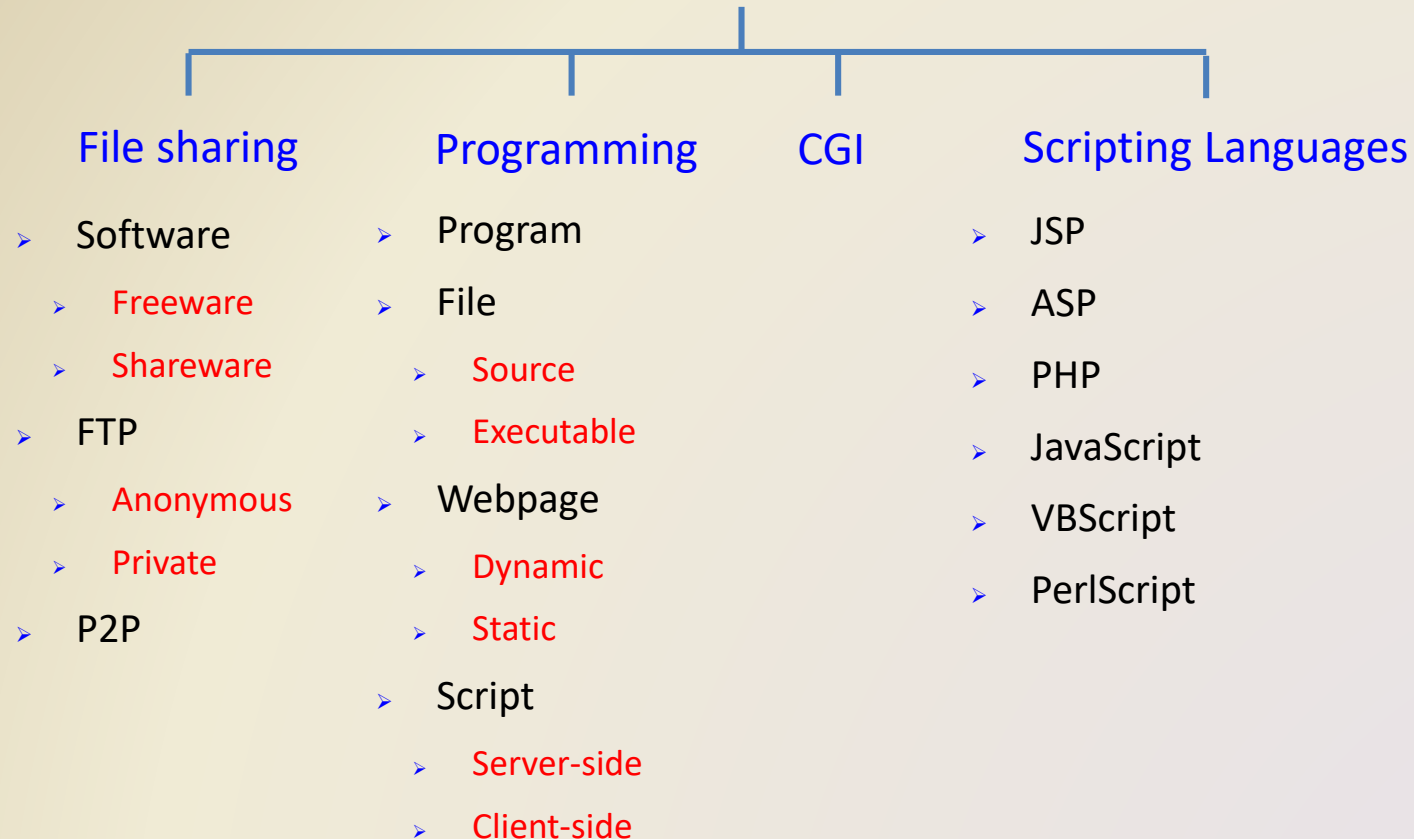 File sharing
Software
Freeware
Shareware
FTP
Anonymous
Private
P2P
Programming
Program
File
Source
Executable
Webpage
Dynamic
Static
Script
Server-side
Client-side
CGI
Scripting Languages
JSP
ASP
PHP
JavaScript
VBScript
PerlScript